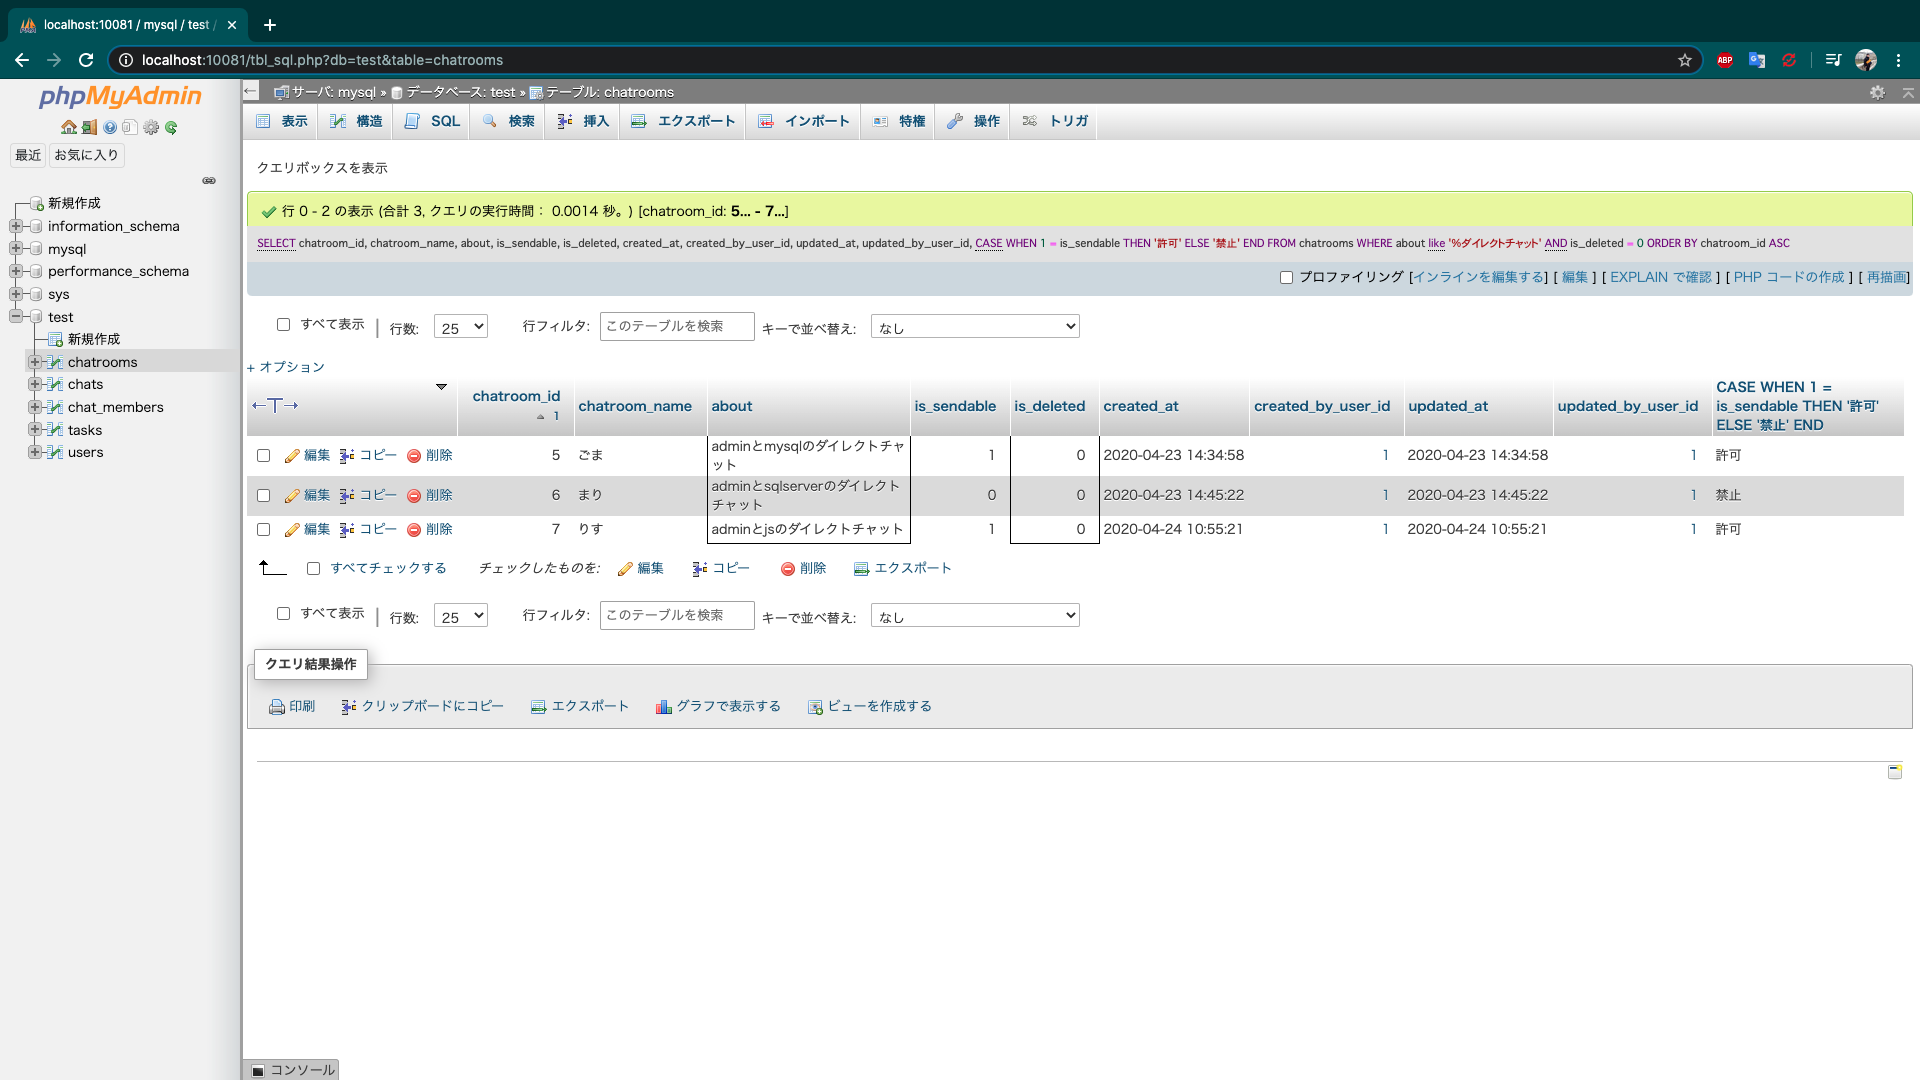 localhost:10081 / mysql / test /
localhost:10081/tbl_sql.php?db=test&table=chatrooms
ABP
phpMyAdmin
最近 お気に入り
新規作成
information_schema
mysql
performance_schema
sys
test
新規作成
chatrooms
chats
chat_members
tasks
users
サーバ: mysql » データベース: test » テーブル: chatrooms
表示 構造 SQL 検索 挿入 エクスポート インポート 特権 操作 トリガ
クエリボックスを表示
行 0 - 2 の表示 (合計 3, クエリの実行時間： 0.0014 秒。) [chatroom_id: 5... - 7...]
SELECT chatroom_id, chatroom_name, about, is_sendable, is_deleted, created_at, created_by_user_id, updated_at, updated_by_user_id, CASE WHEN 1 = is_sendable THEN '許可' ELSE '禁止' END FROM chatrooms WHERE about like '%ダイレクトチャット' AND is_deleted = 0 ORDER BY chatroom_id ASC
プロファイリング [インラインを編集する] [ 編集 ] [ EXPLAIN で確認 ] [ PHP コードの作成 ] [ 再描画]
すべて表示 | 行数: 25 行フィルタ: このテーブルを検索 キーで並べ替え: なし
+ オプション
←T→ chatroom_id 1 chatroom_name about is_sendable is_deleted created_at created_by_user_id updated_at updated_by_user_id CASE WHEN 1 = is_sendable THEN '許可' ELSE '禁止' END
編集 コピー 削除 5 ごま adminとmysqlのダイレクトチャット 1 0 2020-04-23 14:34:58 1 2020-04-23 14:34:58 1 許可
編集 コピー 削除 6 まり adminとsqlserverのダイレクトチャット 0 0 2020-04-23 14:45:22 1 2020-04-23 14:45:22 1 禁止
編集 コピー 削除 7 りす adminとjsのダイレクトチャット 1 0 2020-04-24 10:55:21 1 2020-04-24 10:55:21 1 許可
すべてチェックする チェックしたものを: 編集 コピー 削除 エクスポート
すべて表示 | 行数: 25 行フィルタ: このテーブルを検索 キーで並べ替え: なし
クエリ結果操作
印刷 クリップボードにコピー エクスポート グラフで表示する ビューを作成する
コンソール